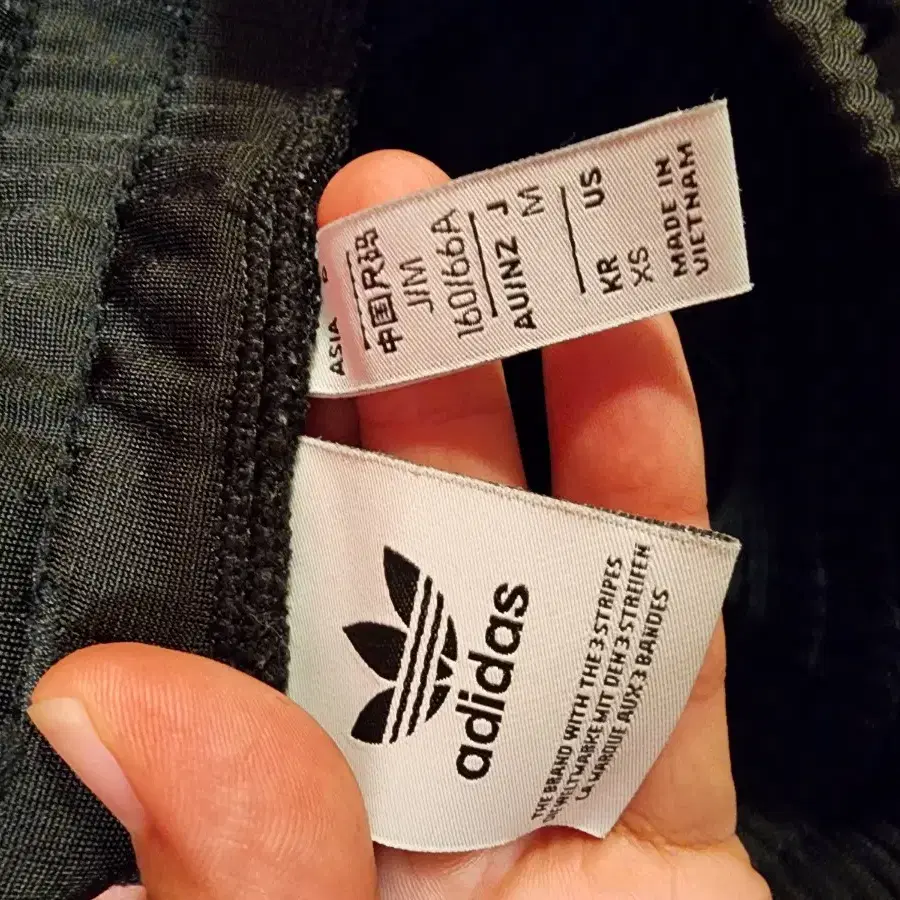 ASIA
中国尺码
J/M
160/66A
AU/NZ J
M
KR US
XS
MADE IN
VIETNAM
adidas
THE BRAND WITH THE 3 STRIPES
DIE WELTMARKE MIT DEN 3 STREIFEN
LA MARQUE AUX 3 BANDES